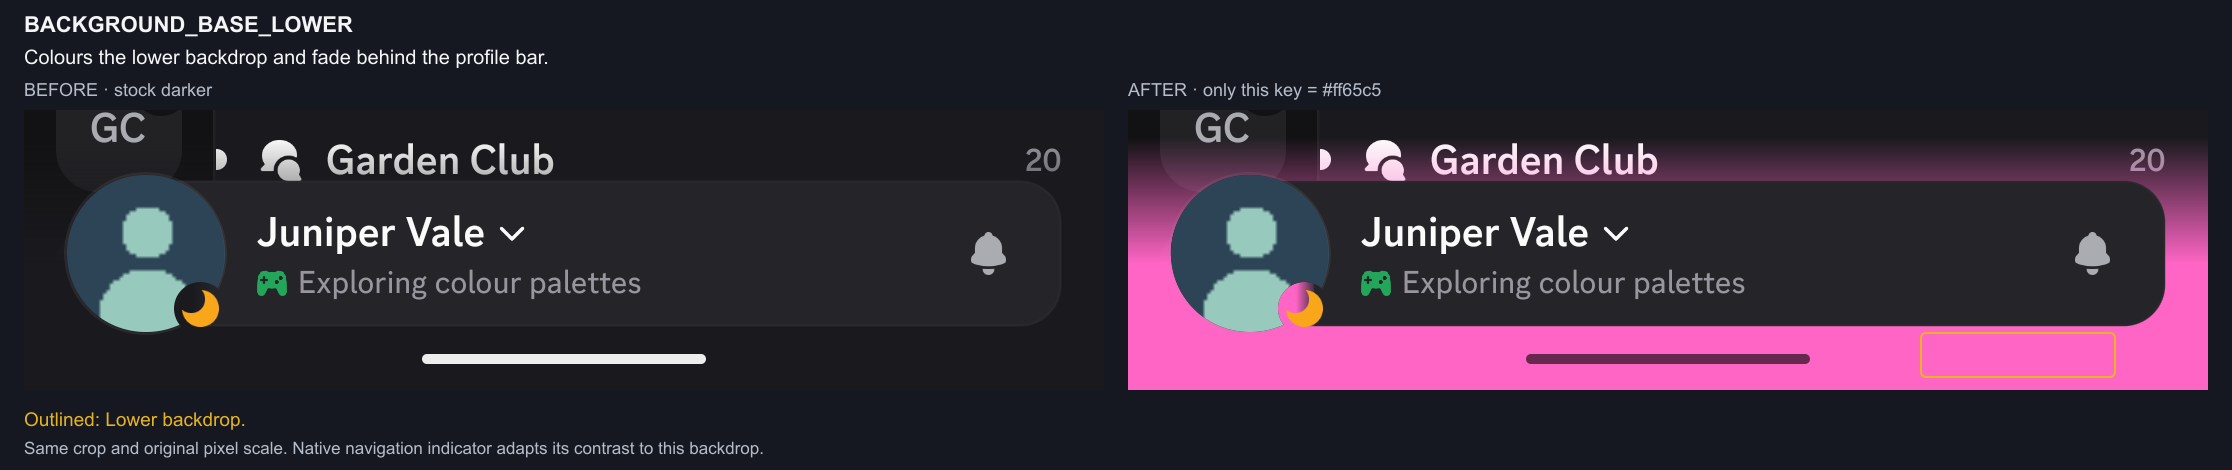 BACKGROUND_BASE_LOWER
Colours the lower backdrop and fade behind the profile bar.
BEFORE · stock darker
GC
Garden Club
20
Juniper Vale
Exploring colour palettes
AFTER · only this key = #ff65c5
GC
Garden Club
20
Juniper Vale
Exploring colour palettes
Outlined: Lower backdrop.
Same crop and original pixel scale. Native navigation indicator adapts its contrast to this backdrop.